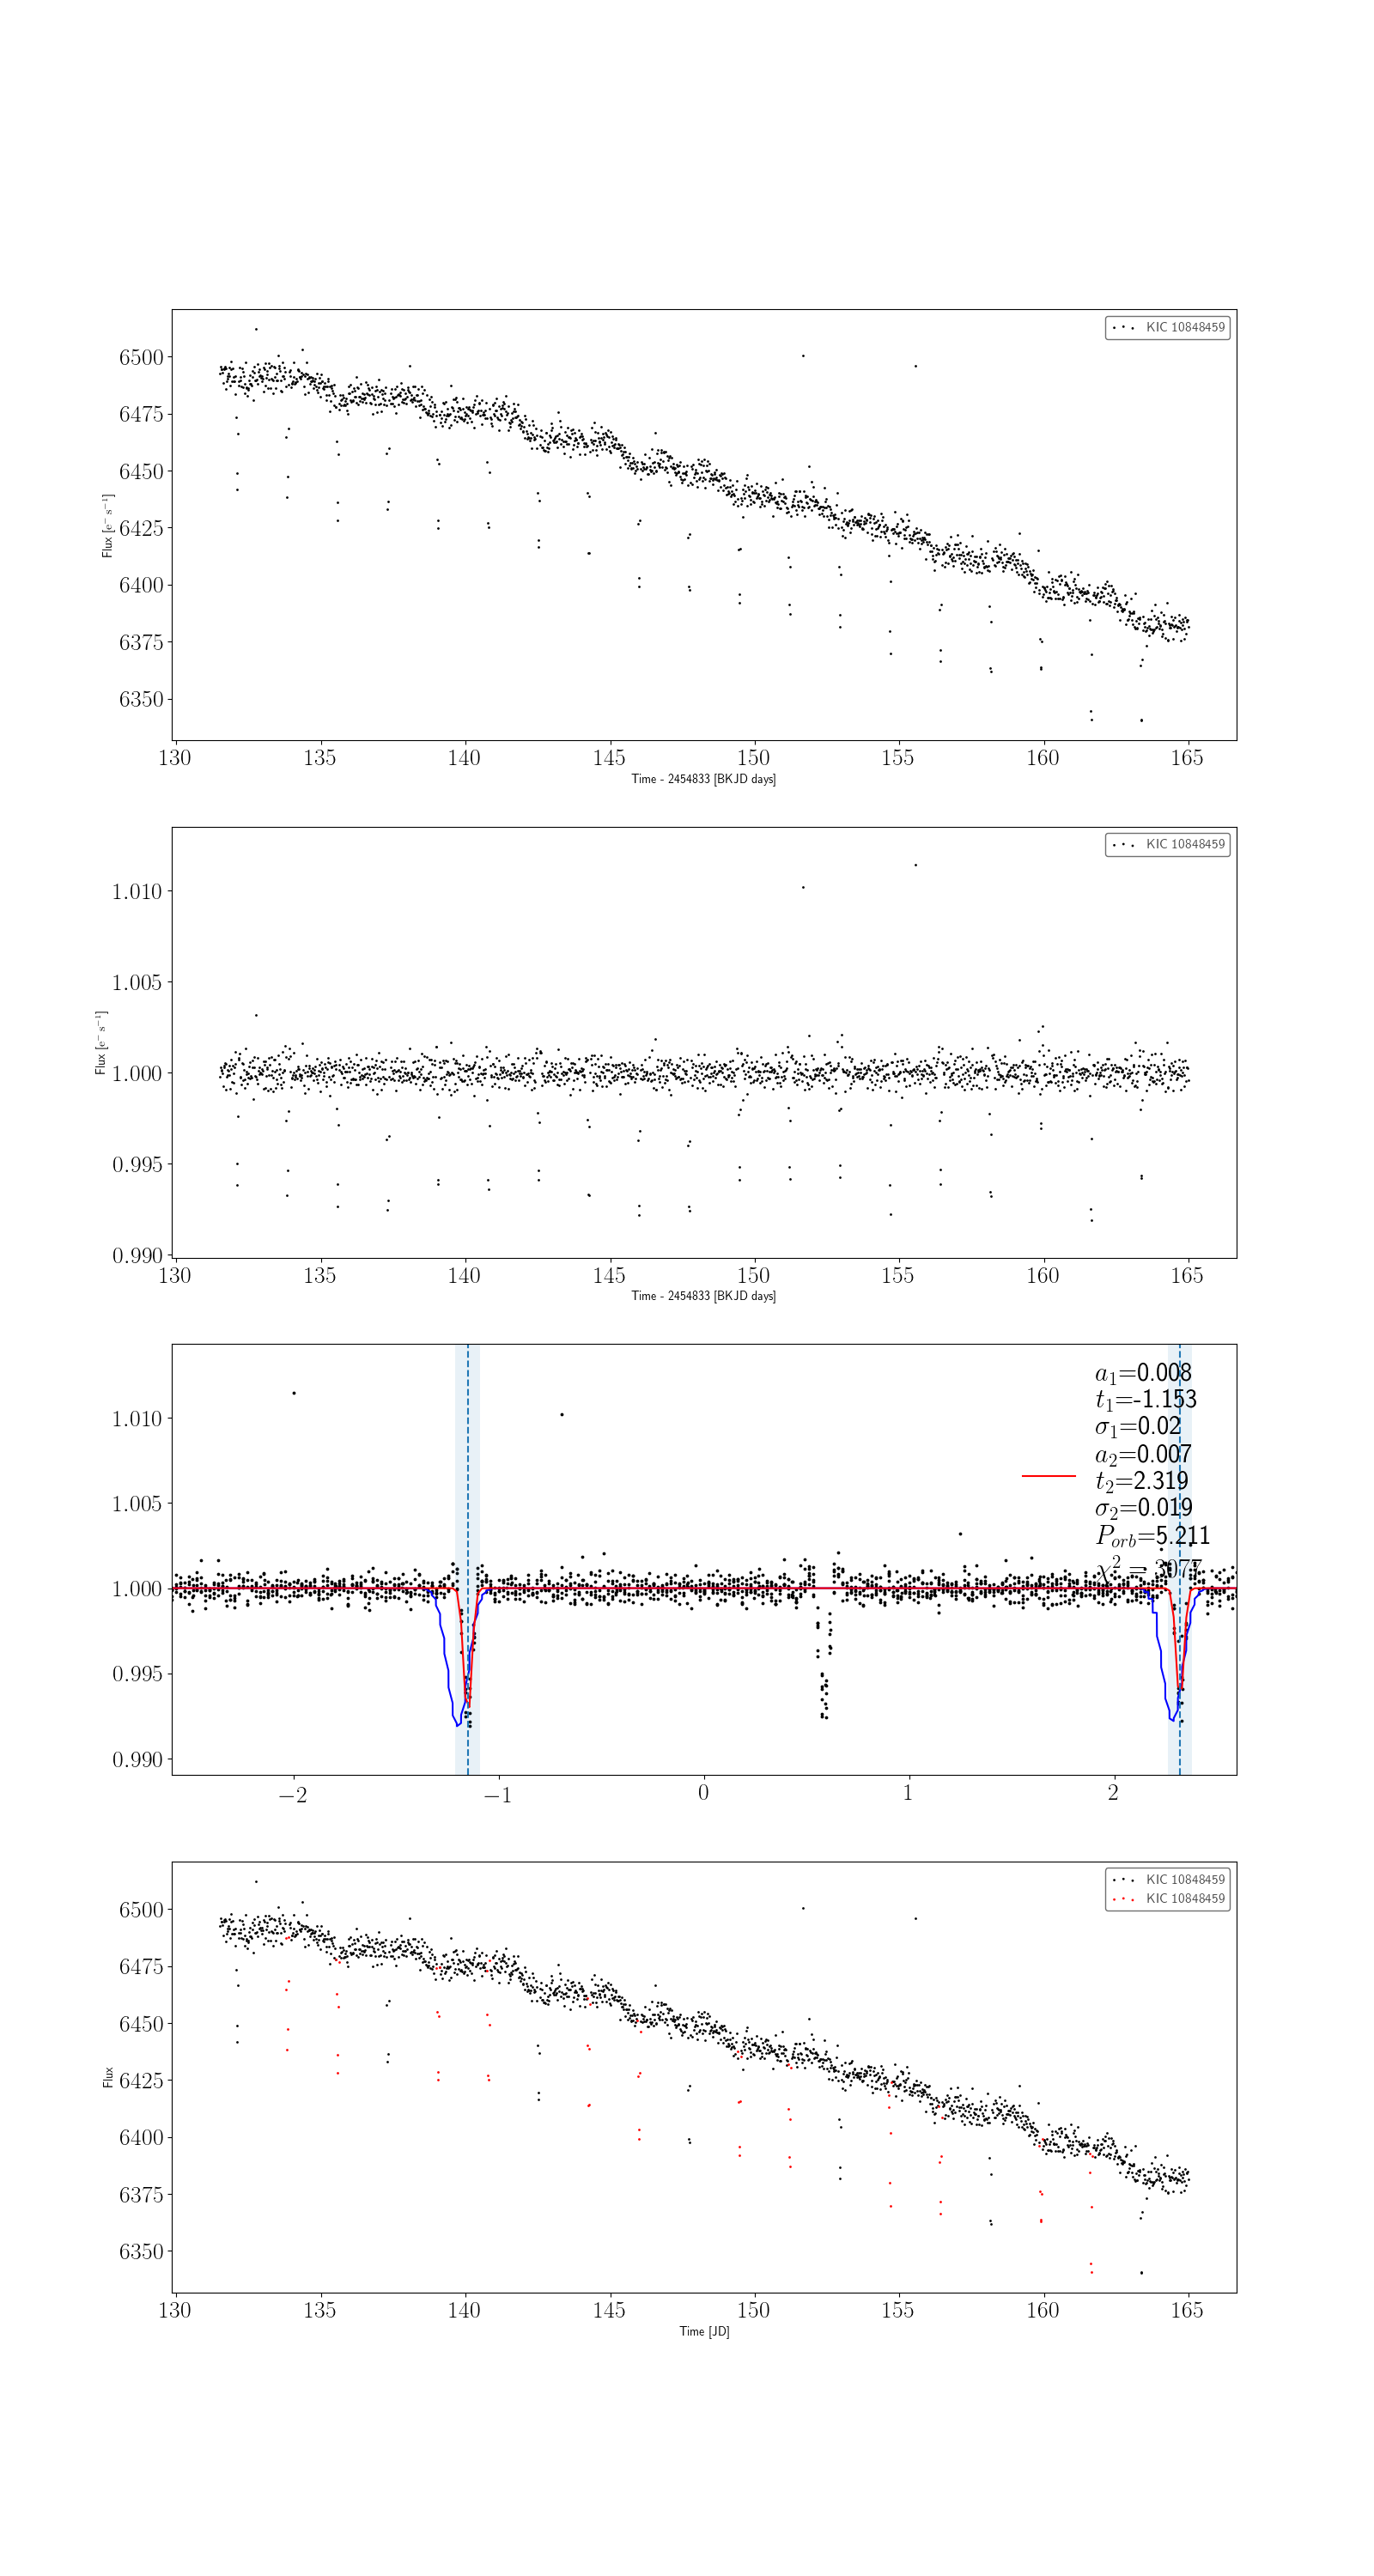 KIC 10848459
6500
6475
6450
6425
6400
6375
6350
Flux [e⁻ s⁻¹]
130 135 140 145 150 155 160 165
Time - 2454833 [BKJD days]
KIC 10848459
1.010
1.005
1.000
0.995
0.990
Flux [e⁻ s⁻¹]
130 135 140 145 150 155 160 165
Time - 2454833 [BKJD days]
a₁=0.008
t₁=-1.153
σ₁=0.02
a₂=0.007
t₂=2.319
σ₂=0.019
P_orb=5.211
χ² = 3077
1.010
1.005
1.000
0.995
0.990
−2 −1 0 1 2
KIC 10848459
KIC 10848459
6500
6475
6450
6425
6400
6375
6350
Flux
130 135 140 145 150 155 160 165
Time [JD]